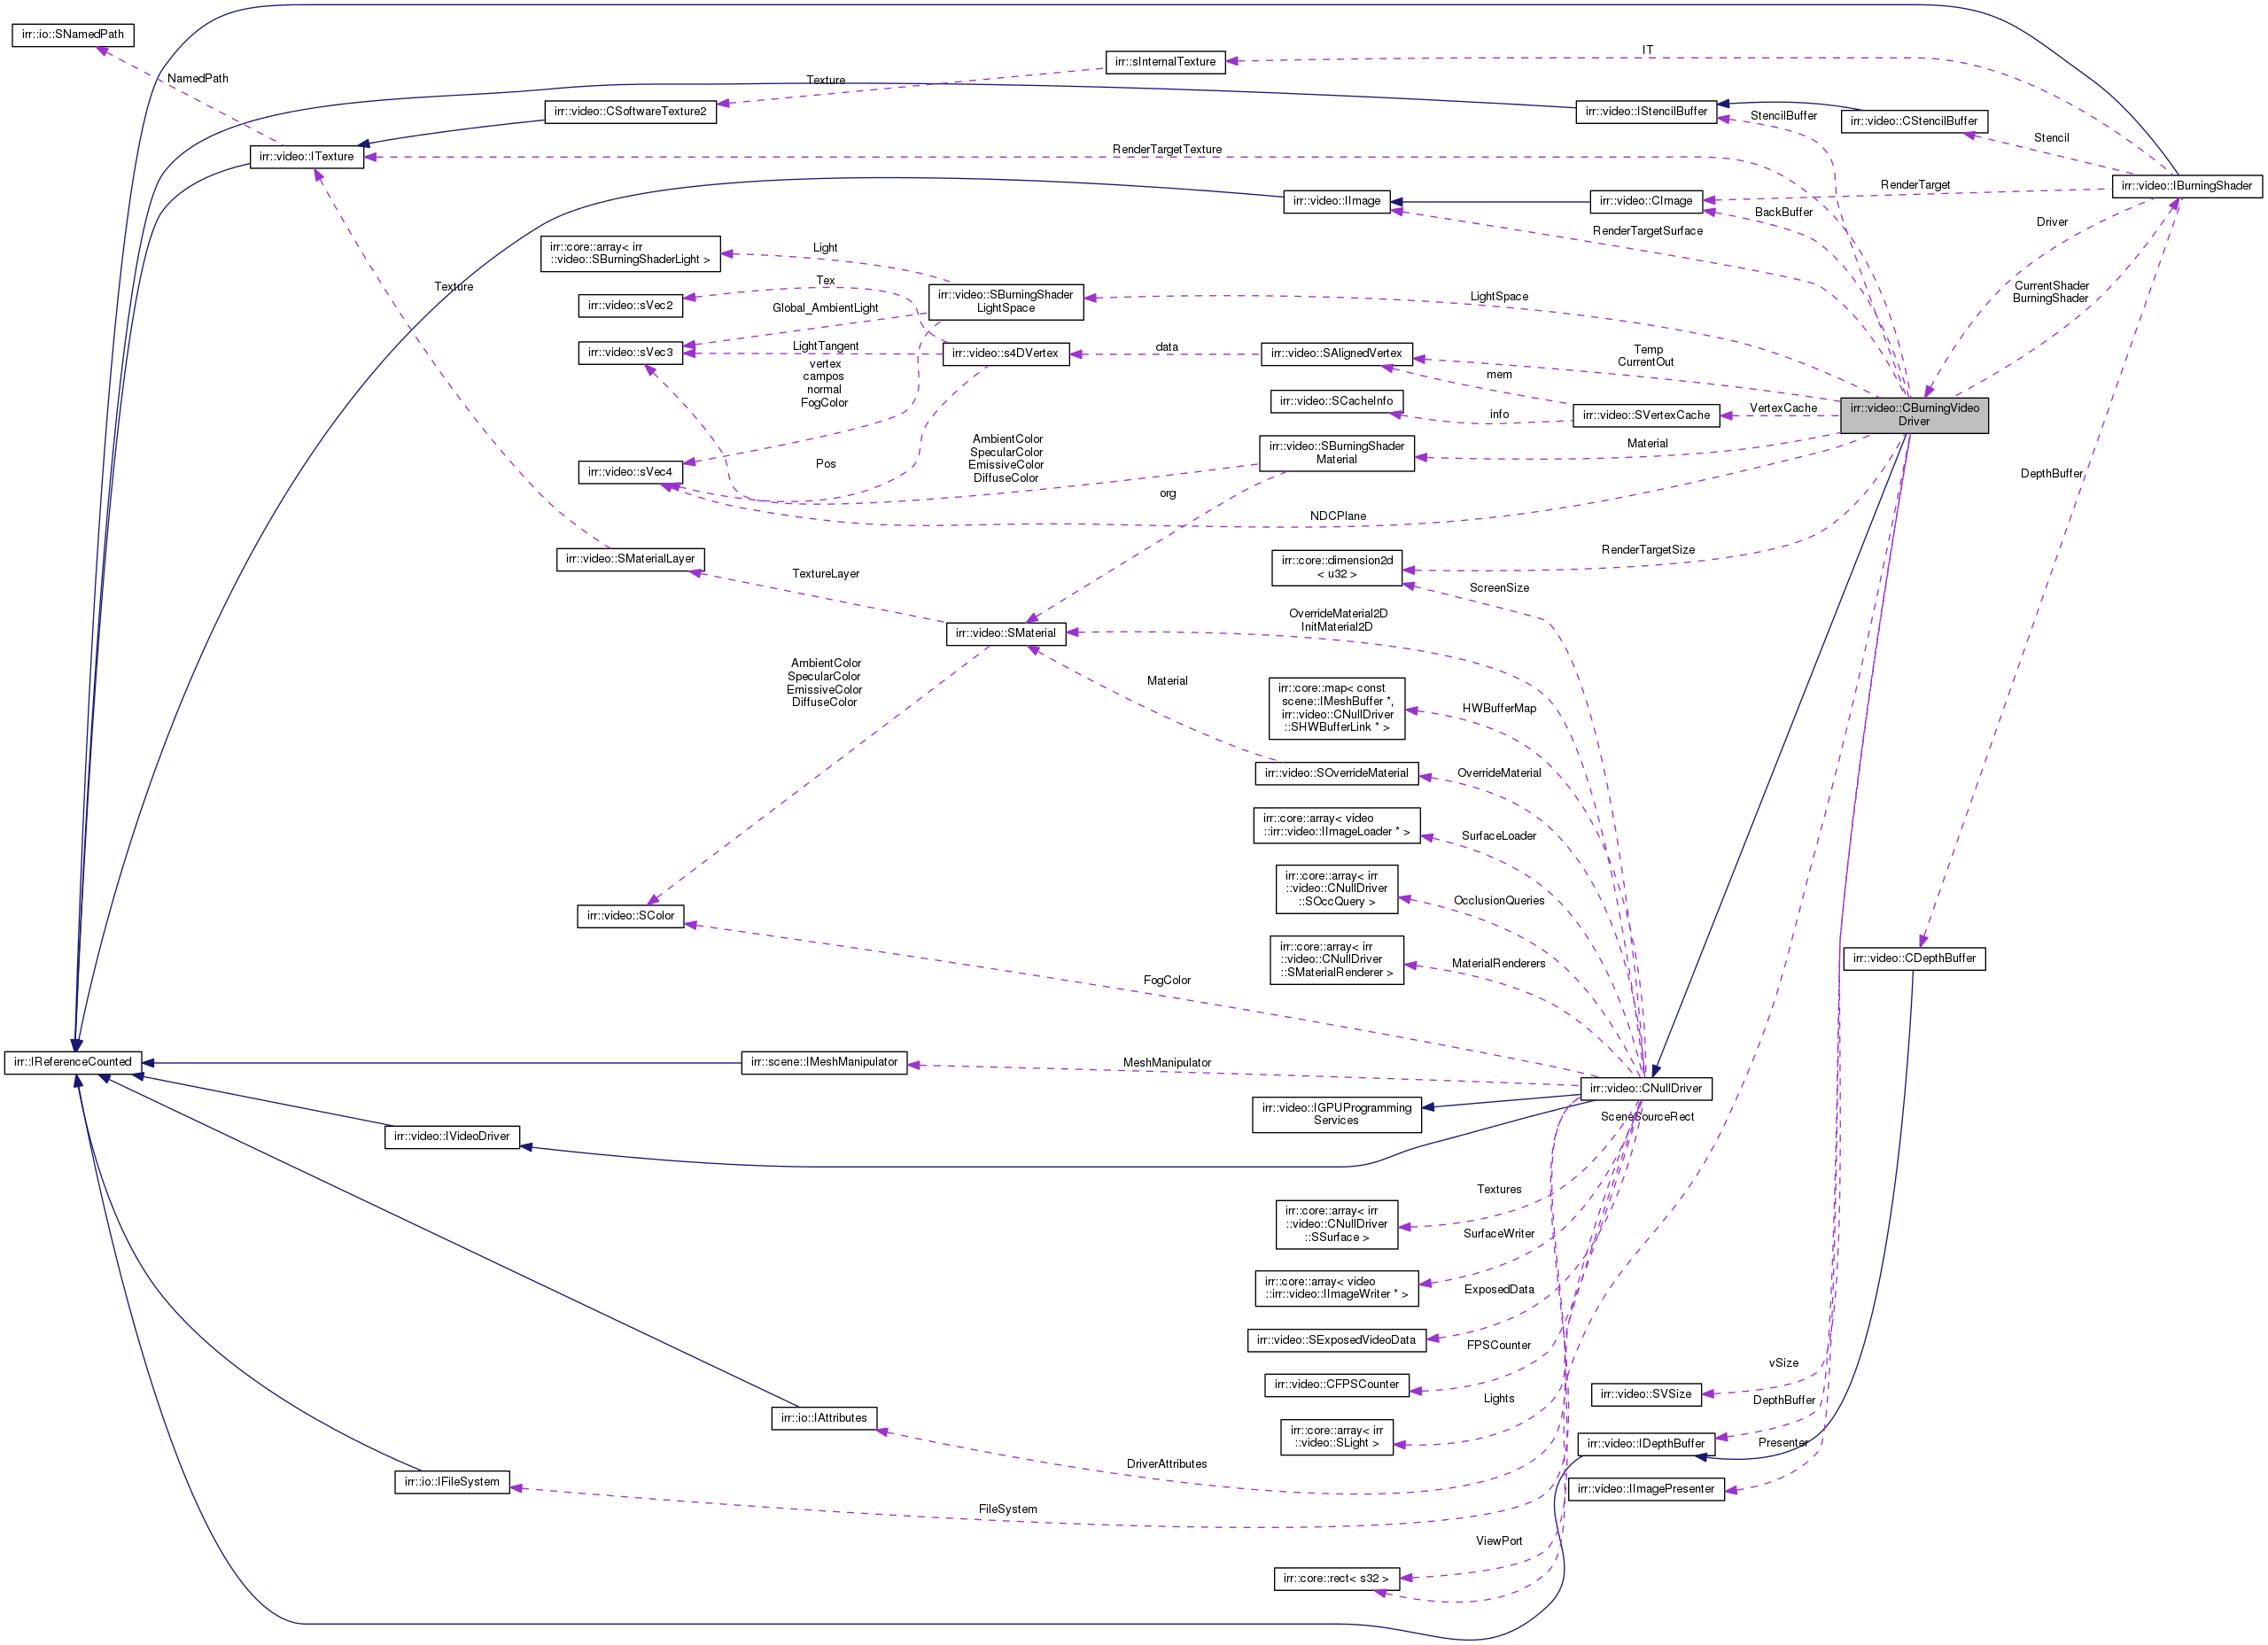 irr::io::SNamedPath
NamedPath
irr::sInternalTexture
IT
Texture
irr::video::CSoftwareTexture2
irr::video::IStencilBuffer
StencilBuffer
irr::video::CStencilBuffer
Stencil
irr::video::ITexture
RenderTargetTexture
irr::video::IBurningShader
RenderTarget
irr::video::IImage
irr::video::CImage
BackBuffer
RenderTargetSurface
Driver
irr::core::array< irr
::video::SBurningShaderLight >
Light
Texture
Tex
irr::video::sVec2
irr::video::SBurningShader
LightSpace
LightSpace
CurrentShader
BurningShader
Global_AmbientLight
irr::video::sVec3
LightTangent
irr::video::s4DVertex
data
irr::video::SAlignedVertex
Temp
CurrentOut
vertex
campos
normal
FogColor
mem
irr::video::SCacheInfo
info
irr::video::SVertexCache
VertexCache
irr::video::CBurningVideo
Driver
AmbientColor
SpecularColor
EmissiveColor
DiffuseColor
irr::video::SBurningShader
Material
Material
irr::video::sVec4
Pos
org
DepthBuffer
NDCPlane
irr::video::SMaterialLayer
TextureLayer
irr::core::dimension2d
< u32 >
RenderTargetSize
ScreenSize
irr::video::SMaterial
OverrideMaterial2D
InitMaterial2D
AmbientColor
SpecularColor
EmissiveColor
DiffuseColor
Material
irr::core::map< const
scene::IMeshBuffer *,
irr::video::CNullDriver
::SHWBufferLink * >
HWBufferMap
irr::video::SOverrideMaterial
OverrideMaterial
irr::core::array< video
::irr::video::IImageLoader * >
SurfaceLoader
irr::core::array< irr
::video::CNullDriver
::SOccQuery >
OcclusionQueries
irr::video::SColor
irr::core::array< irr
::video::CNullDriver
::SMaterialRenderer >
MaterialRenderers
FogColor
irr::video::CDepthBuffer
irr::IReferenceCounted
irr::scene::IMeshManipulator
MeshManipulator
irr::video::CNullDriver
irr::video::IGPUProgramming
Services
SceneSourceRect
irr::video::IVideoDriver
irr::core::array< irr
::video::CNullDriver
::SSurface >
Textures
irr::core::array< video
::irr::video::IImageWriter * >
SurfaceWriter
irr::video::SExposedVideoData
ExposedData
irr::video::CFPSCounter
FPSCounter
vSize
irr::video::SVSize
irr::io::IAttributes
irr::core::array< irr
::video::SLight >
Lights
DepthBuffer
irr::video::IDepthBuffer
Presenter
DriverAttributes
irr::io::IFileSystem
FileSystem
irr::video::IImagePresenter
ViewPort
irr::core::rect< s32 >